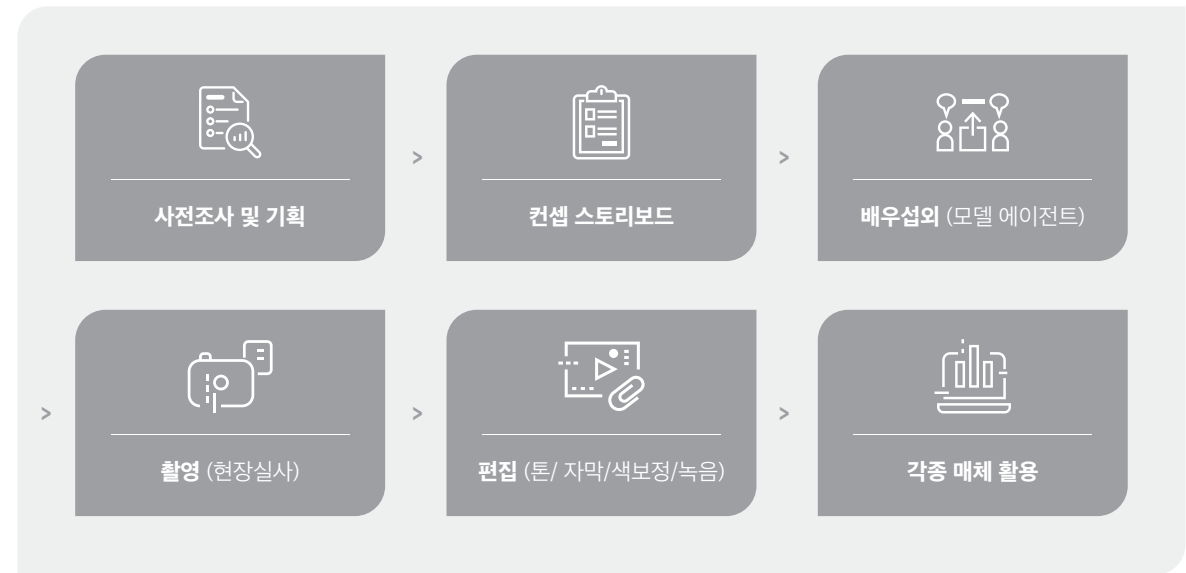 사전조사 및 기획
>
컨셉 스토리보드
>
배우섭외 (모델 에이전트)
>
촬영 (현장실사)
>
편집 (톤/ 자막/색보정/녹음)
>
각종 매체 활용